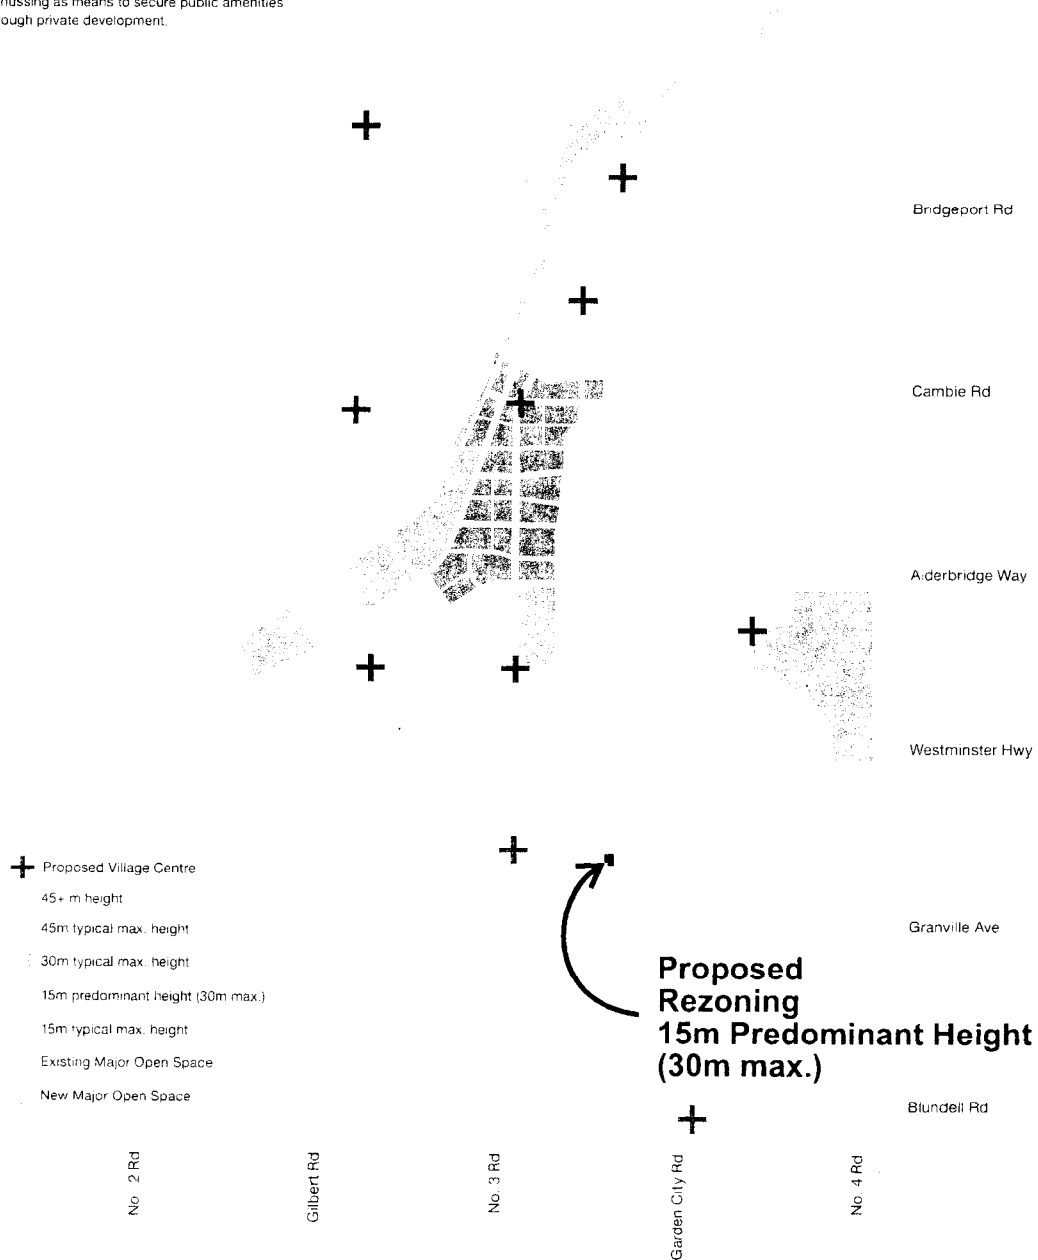 as means to secure public amenities
through private development.
Bridgeport Rd
Cambie Rd
Alderbridge Way
Westminster Hwy
Proposed Village Centre
45+ m height
45m typical max. height
30m typical max. height
15m predominant height (30m max.)
15m typical max. height
Existing Major Open Space
New Major Open Space
Granville Ave
Proposed
Rezoning
15m Predominant Height
(30m max.)
Blundell Rd
No. 2 Rd
Gilbert Rd
No. 3 Rd
Garden City Rd
No. 4 Rd